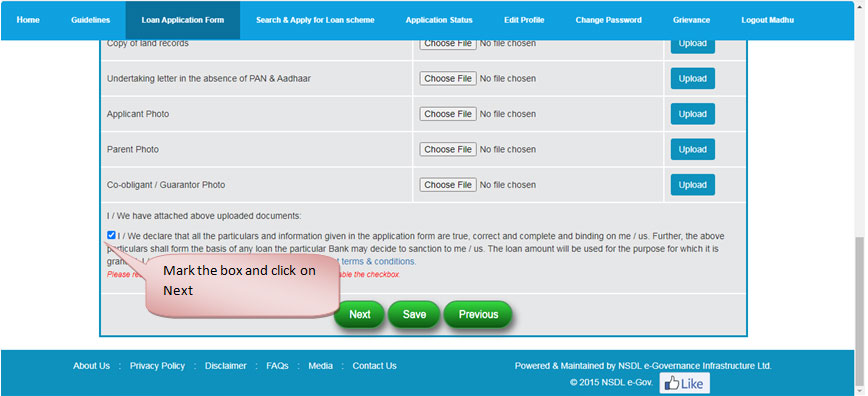 Home Guidelines Loan Application Form Search & Apply for Loan scheme Application Status Edit Profile Change Password Grievance Logout Madhu
Copy of land records Choose File No file chosen Upload
Undertaking letter in the absence of PAN & Aadhaar Choose File No file chosen Upload
Applicant Photo Choose File No file chosen Upload
Parent Photo Choose File No file chosen Upload
Co-obligant / Guarantor Photo Choose File No file chosen Upload
I / We have attached above uploaded documents:
I / We declare that all the particulars and information given in the application form are true, correct and complete and binding on me / us. Further, the above
particulars shall form the basis of any loan the particular Bank may decide to sanction to me / us. The loan amount will be used for the purpose for which it is
terms & conditions.
Please the checkbox.
Mark the box and click on
Next
Next Save Previous
About Us : Privacy Policy : Disclaimer : FAQs : Media : Contact Us
Powered & Maintained by NSDL e-Governance Infrastructure Ltd.
© 2015 NSDL e-Gov. Like